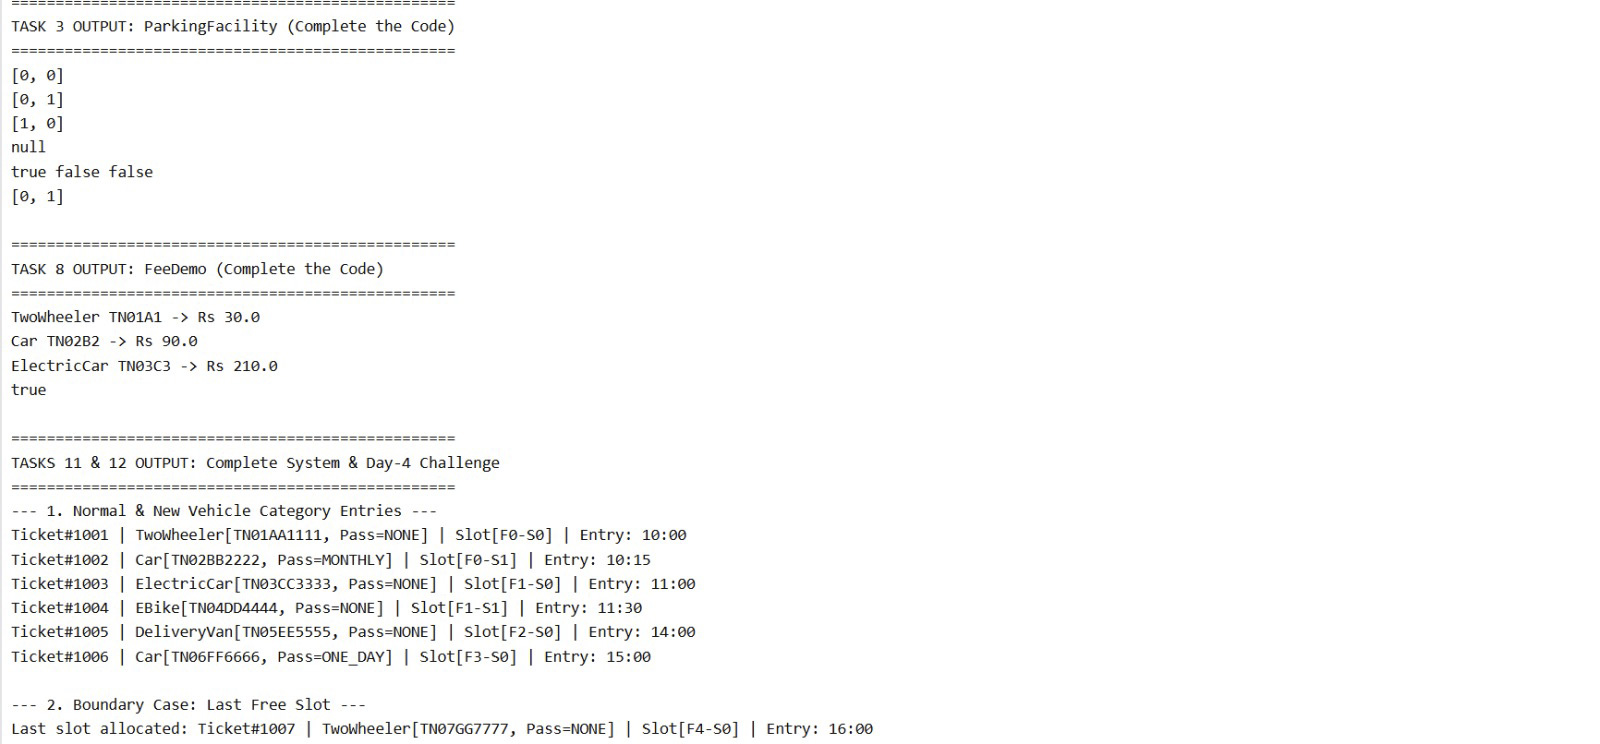 ==================================================
TASK 3 OUTPUT: ParkingFacility (Complete the Code)
==================================================
[0, 0]
[0, 1]
[1, 0]
null
true false false
[0, 1]
==================================================
TASK 8 OUTPUT: FeeDemo (Complete the Code)
==================================================
TwoWheeler TN01A1 -> Rs 30.0
Car TN02B2 -> Rs 90.0
ElectricCar TN03C3 -> Rs 210.0
true
==================================================
TASKS 11 & 12 OUTPUT: Complete System & Day-4 Challenge
==================================================
--- 1. Normal & New Vehicle Category Entries ---
Ticket#1001 | TwoWheeler[TN01AA1111, Pass=NONE] | Slot[F0-S0] | Entry: 10:00
Ticket#1002 | Car[TN02BB2222, Pass=MONTHLY] | Slot[F0-S1] | Entry: 10:15
Ticket#1003 | ElectricCar[TN03CC3333, Pass=NONE] | Slot[F1-S0] | Entry: 11:00
Ticket#1004 | EBike[TN04DD4444, Pass=NONE] | Slot[F1-S1] | Entry: 11:30
Ticket#1005 | DeliveryVan[TN05EE5555, Pass=NONE] | Slot[F2-S0] | Entry: 14:00
Ticket#1006 | Car[TN06FF6666, Pass=ONE_DAY] | Slot[F3-S0] | Entry: 15:00
--- 2. Boundary Case: Last Free Slot ---
Last slot allocated: Ticket#1007 | TwoWheeler[TN07GG7777, Pass=NONE] | Slot[F4-S0] | Entry: 16:00